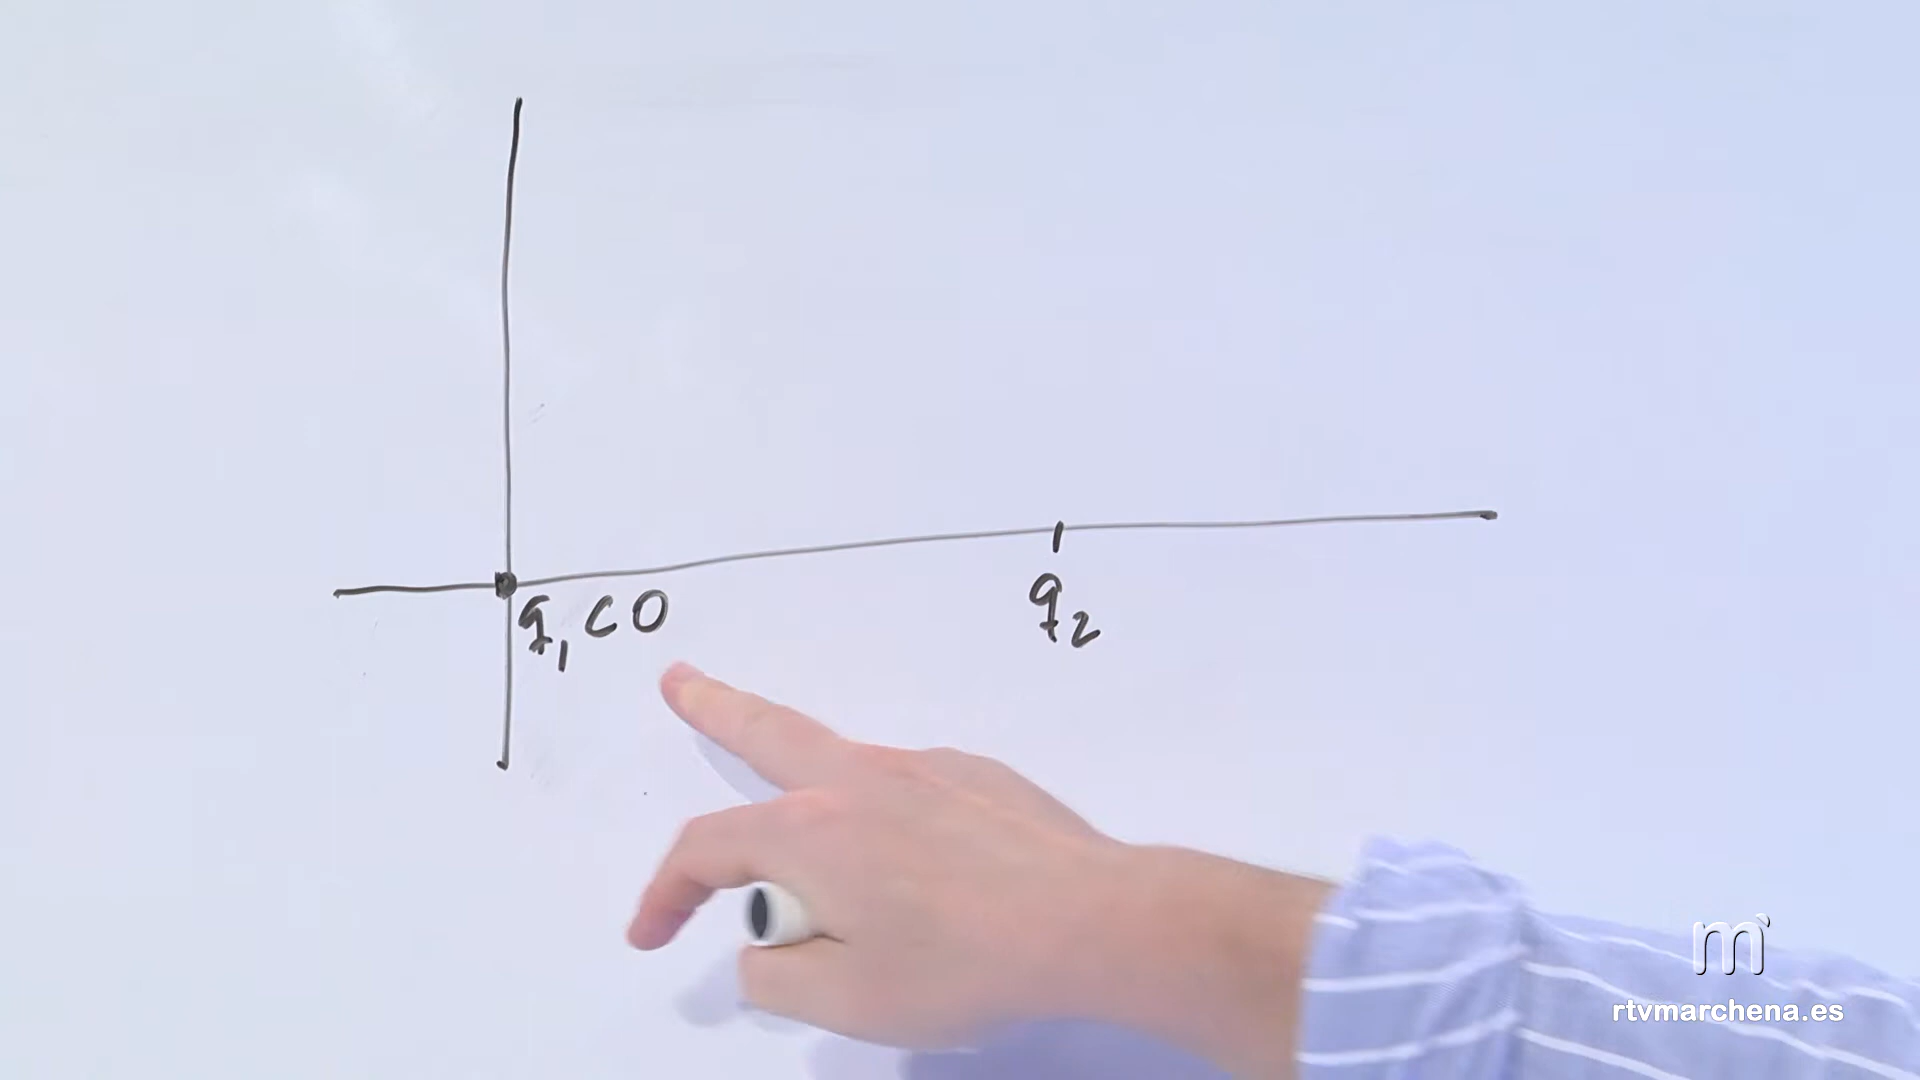 q₁ < 0
q₂
m
rtvmarchena.es